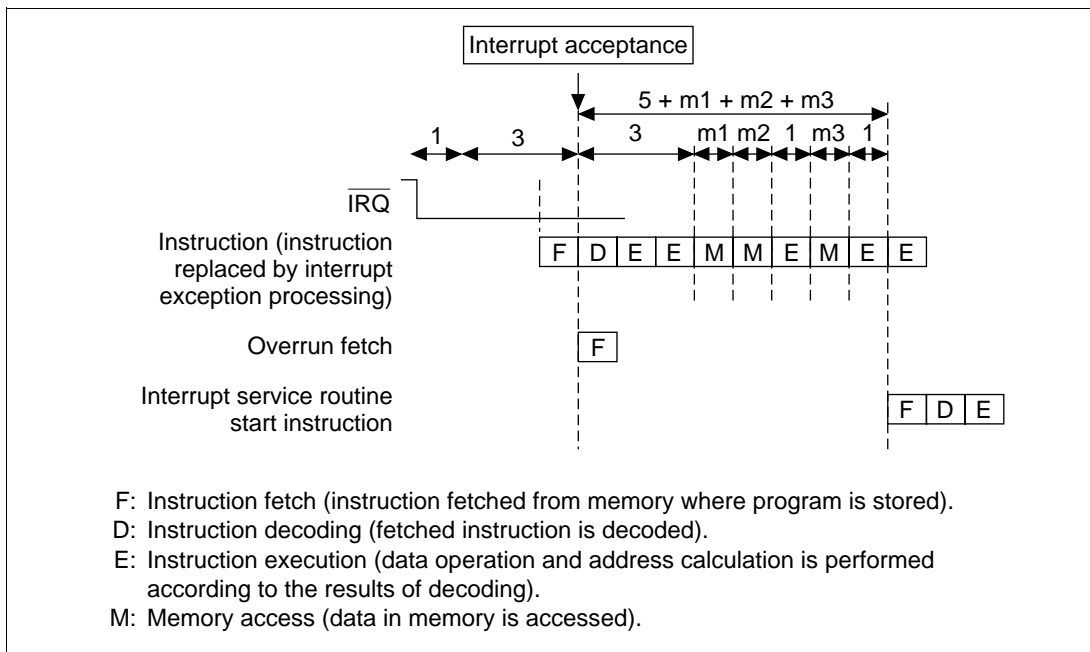 Interrupt acceptance
5 + m1 + m2 + m3
1 3 3 m1 m2 1 m3 1
IRQ
Instruction (instruction
replaced by interrupt
exception processing)
F D E E M M E M E E
Overrun fetch
F
Interrupt service routine
start instruction
F D E
F: Instruction fetch (instruction fetched from memory where program is stored).
D: Instruction decoding (fetched instruction is decoded).
E: Instruction execution (data operation and address calculation is performed
according to the results of decoding).
M: Memory access (data in memory is accessed).